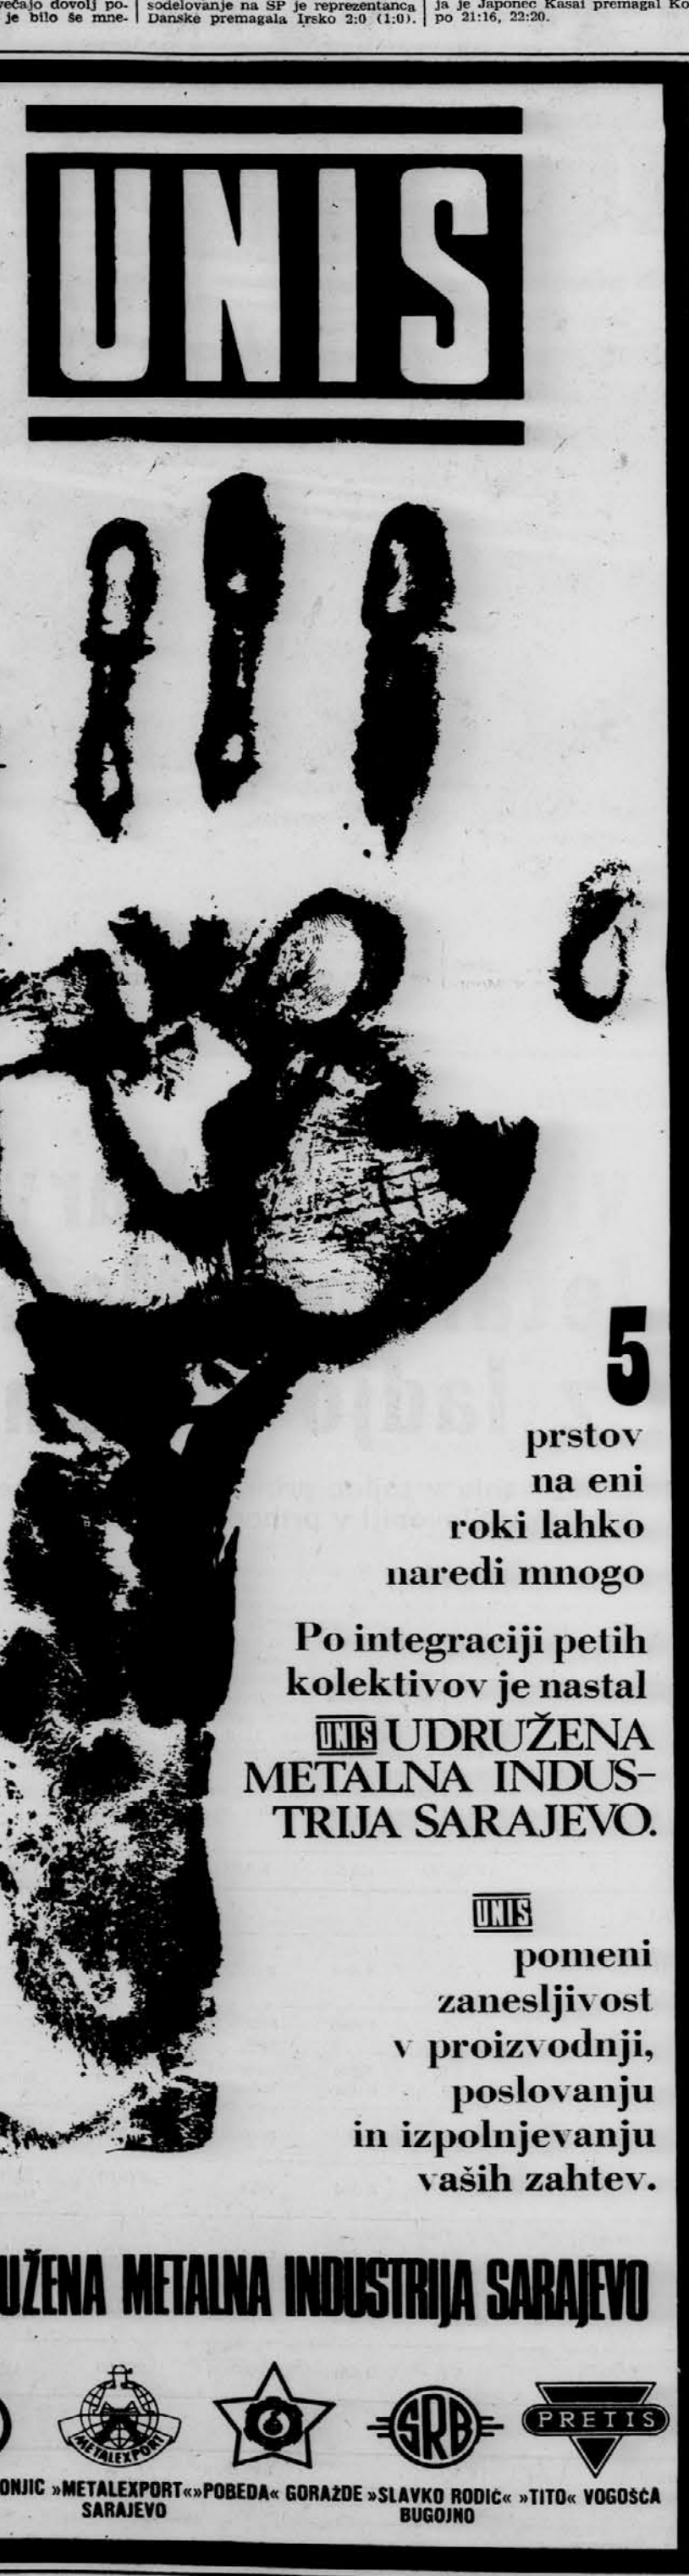 večajo dovolj po-
je bilo še mne-
sodelovanje na SP je reprezentanca
Danske premagala Irsko 2:0 (1:0).
ja je Japonec Kasai premagal Ko
po 21:16, 22:20.
UNIS
5
prstov
na eni
roki lahko
naredi mnogo
Po integraciji petih
kolektivov je nastal
UNIS UDRUŽENA
METALNA INDUS-
TRIJA SARAJEVO.
UNIS
pomeni
zanesljivost
v proizvodnji,
poslovanju
in izpolnjevanju
vaših zahtev.
UŽENA METALNA INDUSTRIJA SARAJEVO
METALEXPORT
6
SRB
PRETIS
ONJIC »METALEXPORT« »POBEDA« GORAŽDE »SLAVKO RODIĆ« »TITO« VOGOŠĆA
SARAJEVO
BUGOJNO